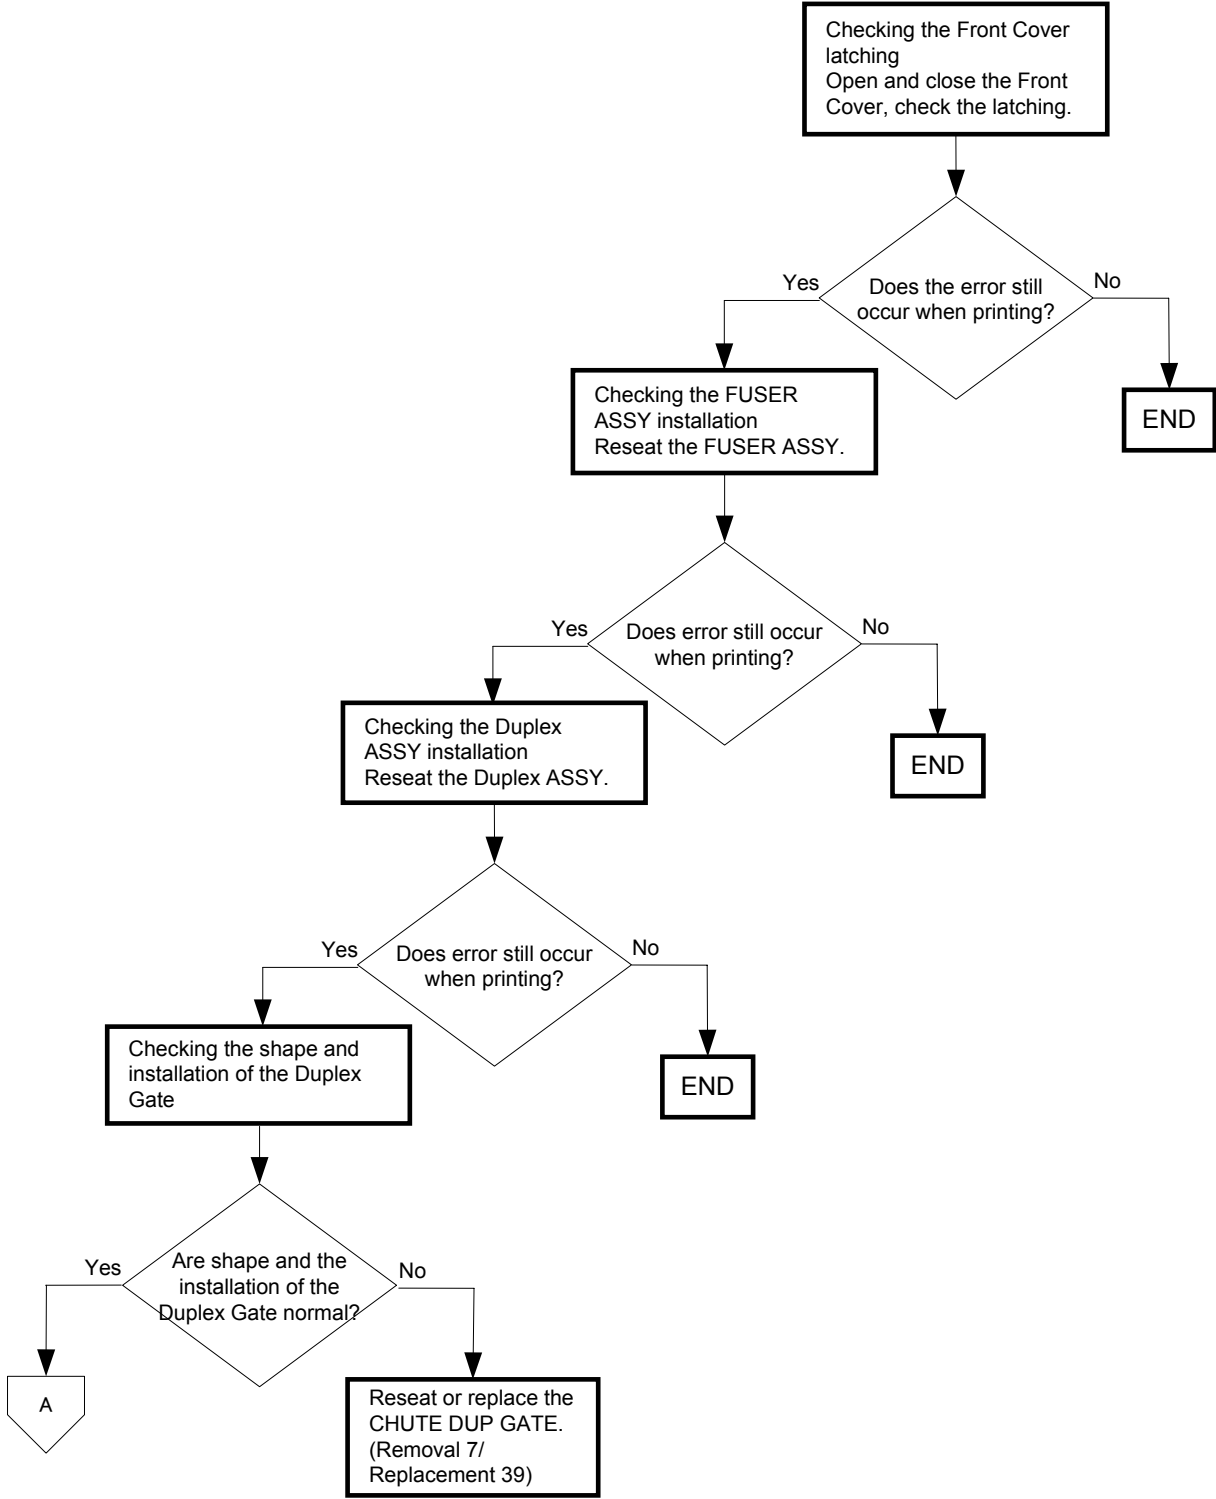 Checking the Front Cover
latching
Open and close the Front
Cover, check the latching.
Yes
Does the error still
occur when printing?
No
Checking the FUSER
ASSY installation
Reseat the FUSER ASSY.
END
Yes
Does error still occur
when printing?
No
Checking the Duplex
ASSY installation
Reseat the Duplex ASSY.
END
Yes
Does error still occur
when printing?
No
Checking the shape and
installation of the Duplex
Gate
END
Yes
Are shape and the
installation of the
Duplex Gate normal?
No
A
Reseat or replace the
CHUTE DUP GATE.
(Removal 7/
Replacement 39)